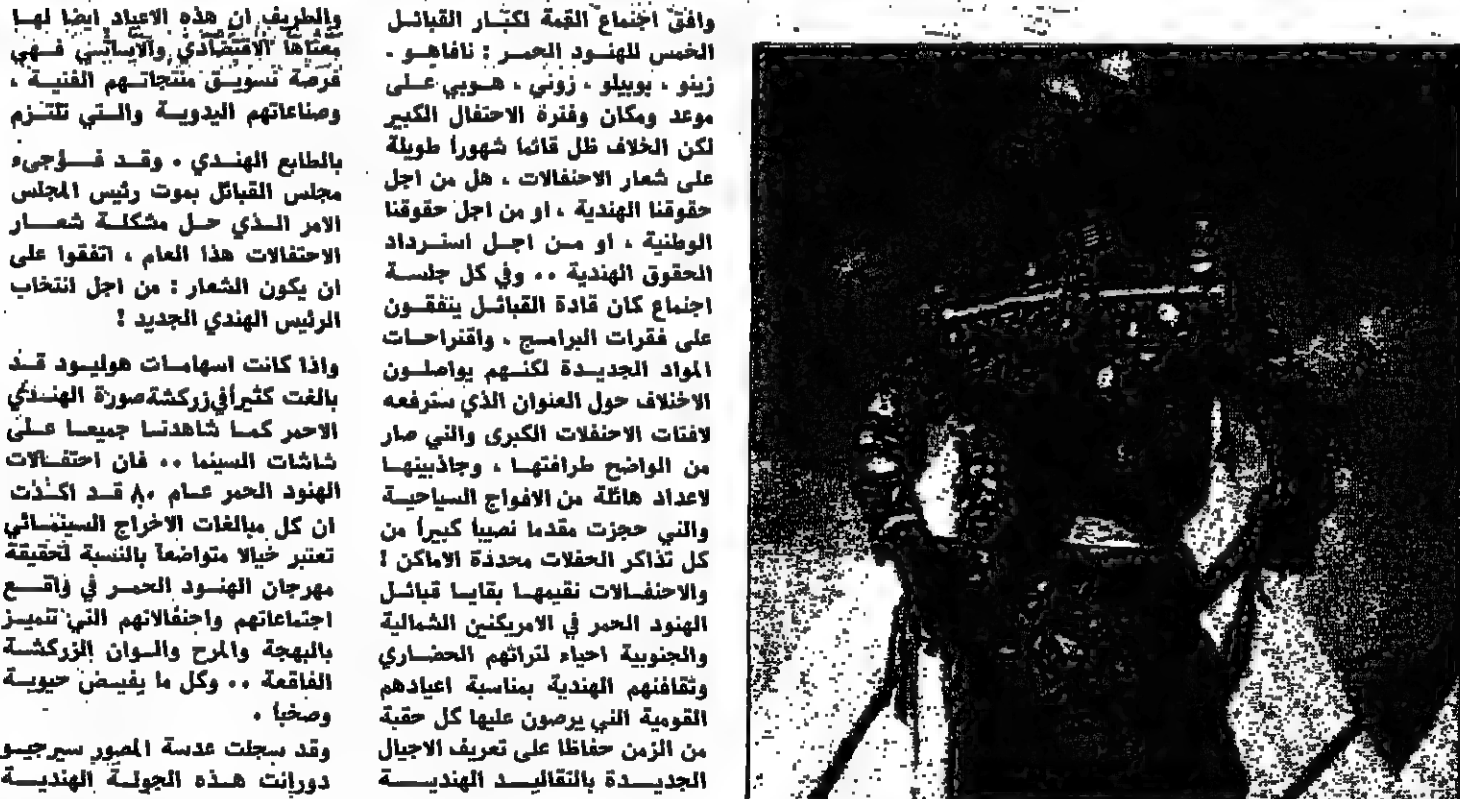 وافق اجتماع القمة لكبار القبائل
الخمس للهنود الحمر : نافاهو .
زينو ، بوبيلو ، زوني ، هوبي على
موعد ومكان وفترة الاحتفال الكبير
لكن الخلاف ظل قائما شهوراً طويلة
على شعار الاحتفالات ، هل من اجل
حقوقنا الهندية ، او من اجل حقوقنا
الوطنية ، او من اجل استرداد
الحقوق الهندية .. وفي كل جلسة
اجتماع كان قادة القبائل يتفقون
على فقرات البرامج ، واقتراحات
المواد الجديدة لكنهم يواصلون
الاختلاف حول العنوان الذي سترفعه
لافتات الاحتفلات الكبرى والتي صار
من الواضح طرافتها ، وجاذبيتها
لاعداد هائلة من الافواج السياحية
والتي حجزت مقدما نصيبا كبيراً من
كل تذاكر الحفلات محددة الاماكن !
والاحتفالات تقيمها بقايا قبائل
الهنود الحمر في الامريكتين الشمالية
والجنوبية احياء لتراثهم الحضاري
وثقافتهم الهندية بمناسبة اعيادهم
القومية التي يرصون عليها كل حقبة
من الزمن حفاظا على تعريف الاجيال
الجديدة بالتقاليد الهندية
والطريف ان هذه الاعياد ايضا لها
معناها الاقتصادي والاساسي فهي
فرصة تسويق منتجاتهم الفنية ،
وصناعاتهم اليدوية والتي تلتزم
بالطابع الهندي . وقد فوجىء
مجلس القبائل بموت رئيس المجلس
الامر الذي حل مشكلة شعار
الاحتفالات هذا العام ، اتفقوا على
ان يكون الشعار : من اجل انتخاب
الرئيس الهندي الجديد !
واذا كانت اسهامات هوليود قد
بالغت كثيراً في زركشة صورة الهندي
الاحمر كما شاهدنا جميعا على
شاشات السينما .. فان احتفالات
الهنود الحمر عام ٨٠ قد اكدت
ان كل مبالغات الاخراج السينمائي
تعتبر خيالا متواضعاً بالنسبة لحقيقة
مهرجان الهنود الحمر في واقع
اجتماعاتهم واحتفالاتهم التي تتميز
بالبهجة والمرح والوان الزركشة
الفاقعة .. وكل ما يفيض حيوية
وصخبا .
وقد سجلت عدسة المصور سيرجيو
دورانت هذه الجولة الهندية